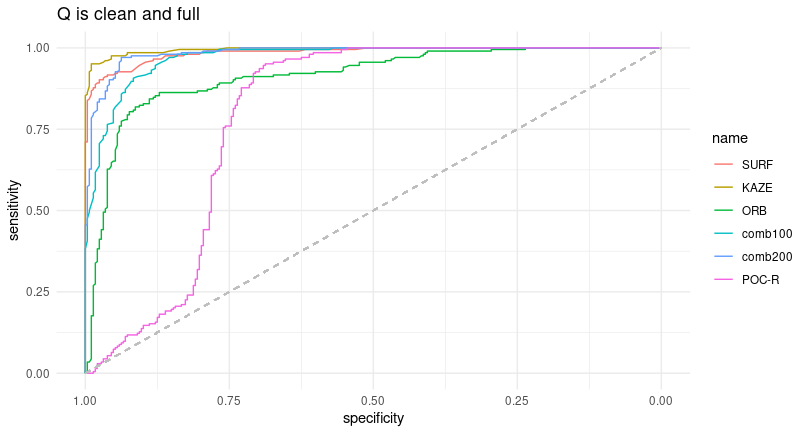 Q is clean and full
1.00
0.75
0.50
0.25
0.00
sensitivity
1.00 0.75 0.50 0.25 0.00
specificity
name
SURF
KAZE
ORB
comb100
comb200
POC-R